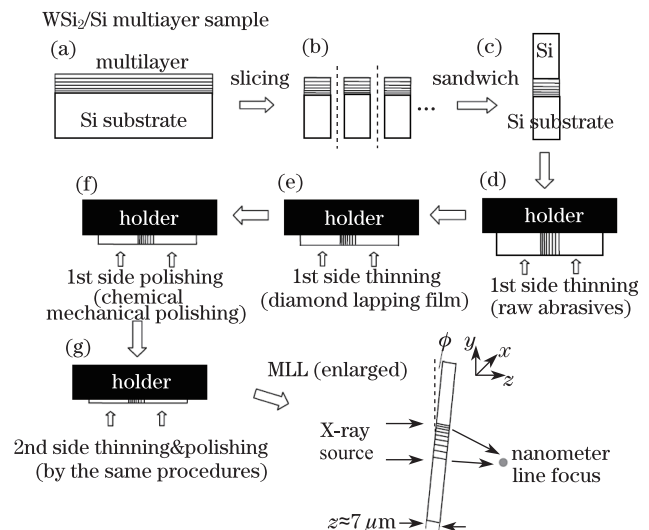 WSi₂/Si multiayer sample
(a)
multilayer
Si substrate
slicing
(b)
...
sandwich
(c)
Si
Si substrate
(d)
holder
1st side thinning
(raw abrasives)
(e)
holder
1st side thinning
(diamond lapping film)
(f)
holder
1st side polishing
(chemical
mechanical polishing)
(g)
holder
2nd side thinning&polishing
(by the same procedures)
MLL (enlarged)
ϕ
y
x
z
X-ray
source
nanometer
line focus
z≈7 μm